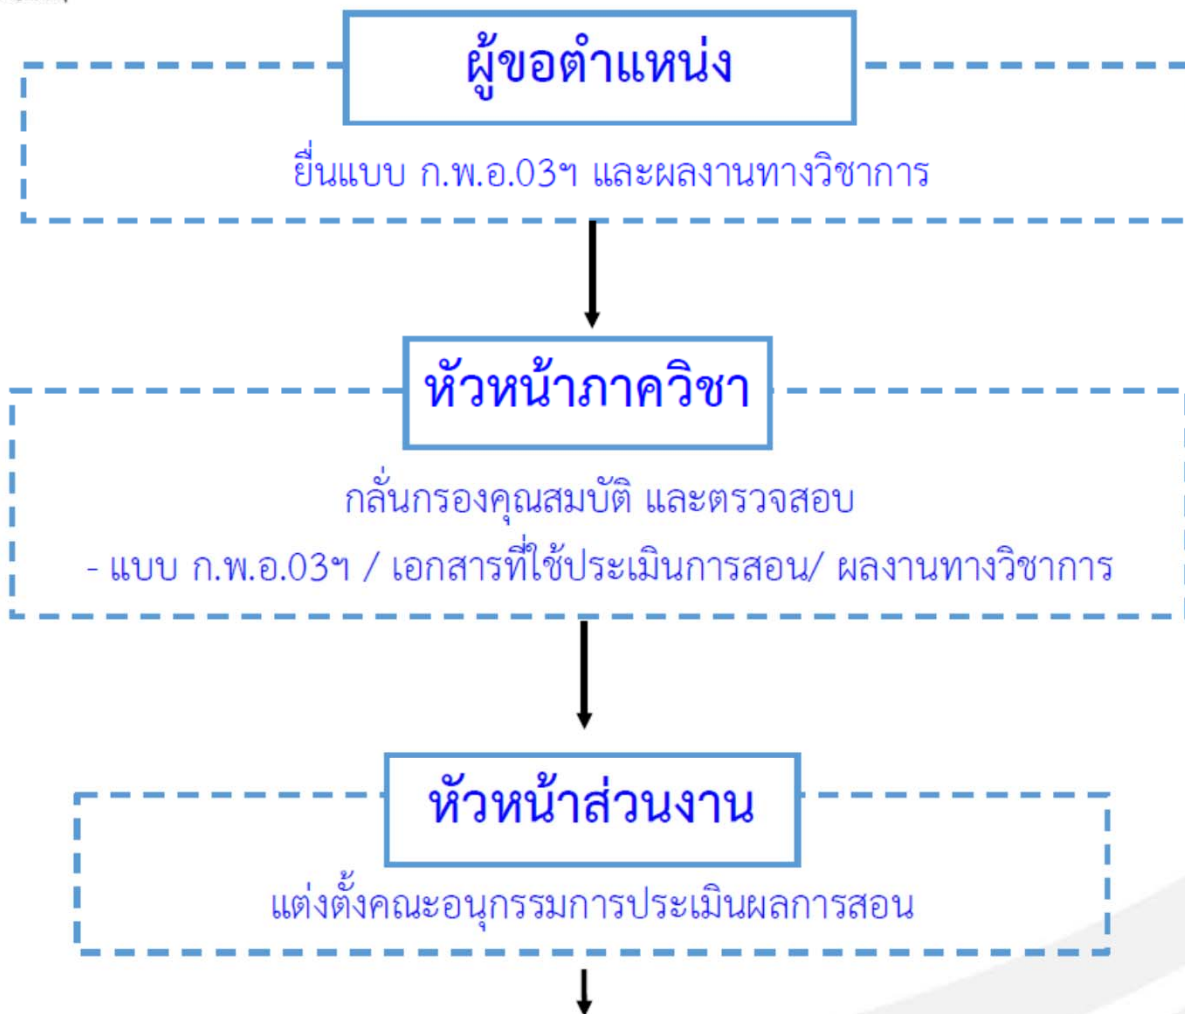 ผู้ขอตำแหน่ง
ยื่นแบบ ก.พ.อ.03ฯ และผลงานทางวิชาการ
หัวหน้าภาควิชา
กลั่นกรองคุณสมบัติ และตรวจสอบ
- แบบ ก.พ.อ.03ฯ / เอกสารที่ใช้ประเมินการสอน/ ผลงานทางวิชาการ
หัวหน้าส่วนงาน
แต่งตั้งคณะอนุกรรมการประเมินผลการสอน